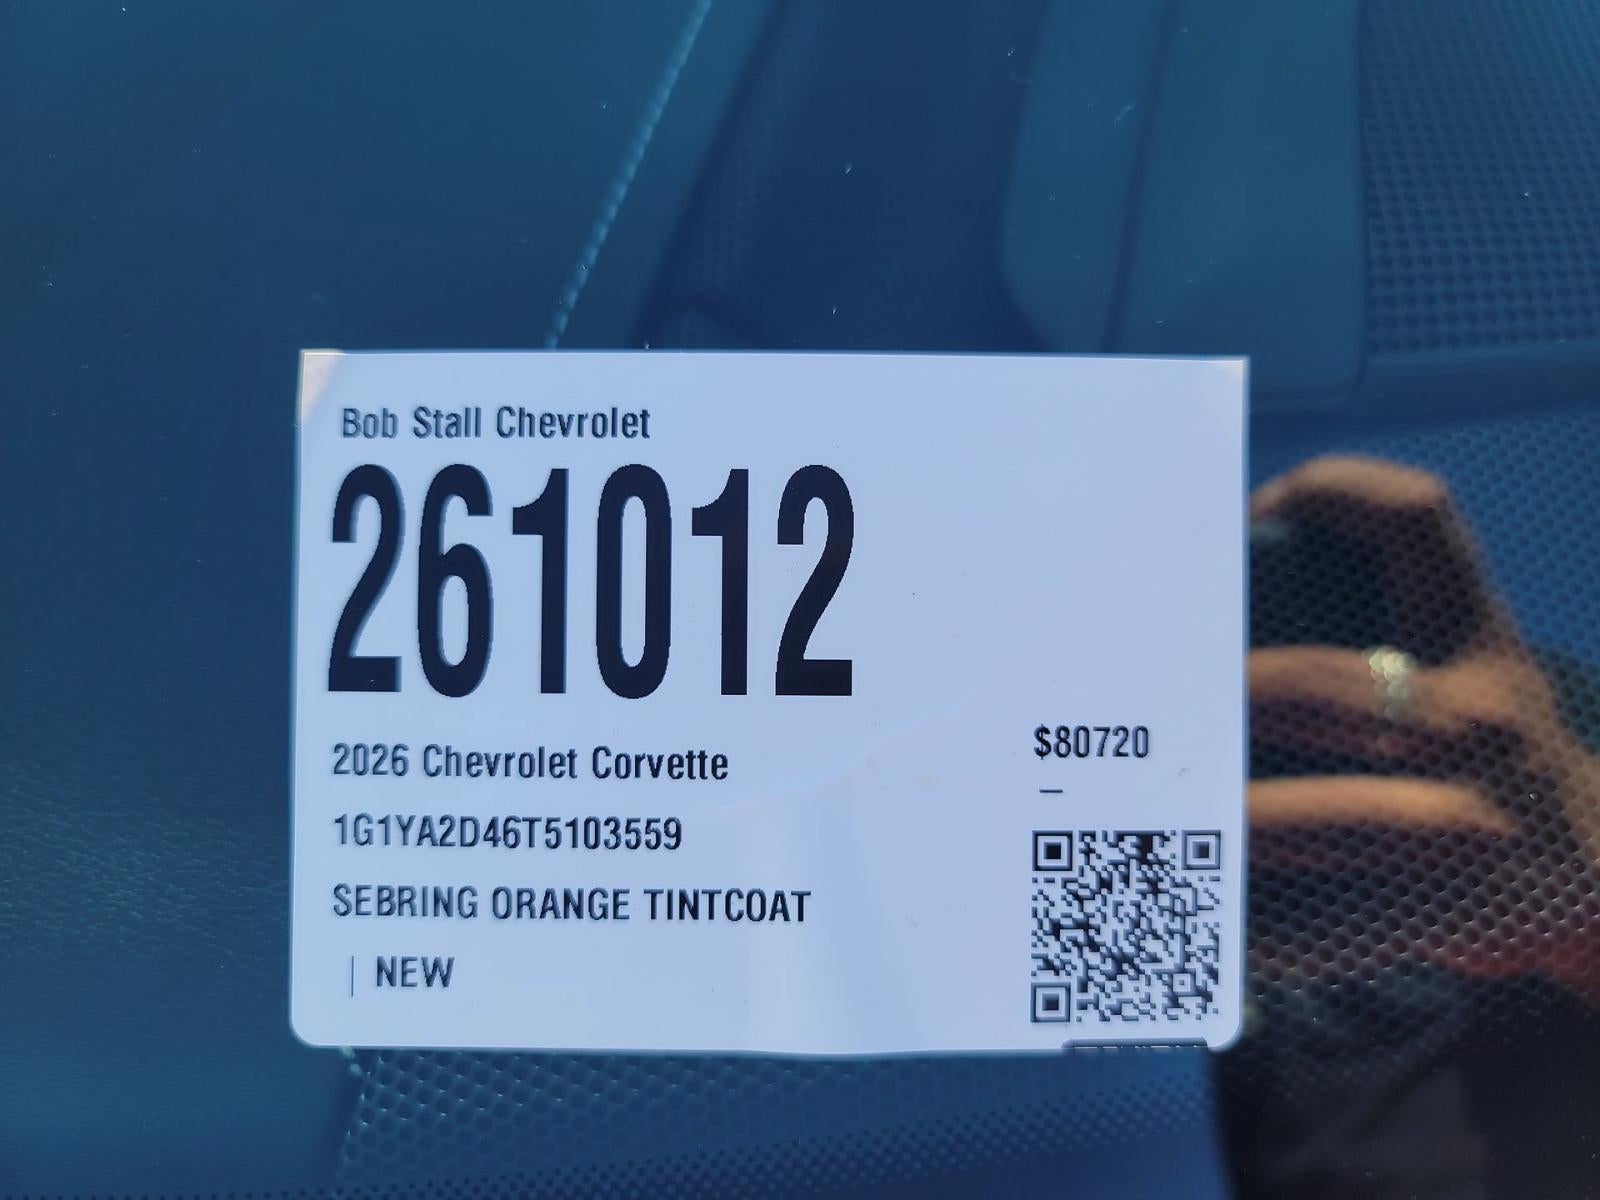 Bob Stall Chevrolet
261012
2026 Chevrolet Corvette
$80720
–
1G1YA2D46T5103559
SEBRING ORANGE TINTCOAT
| NEW